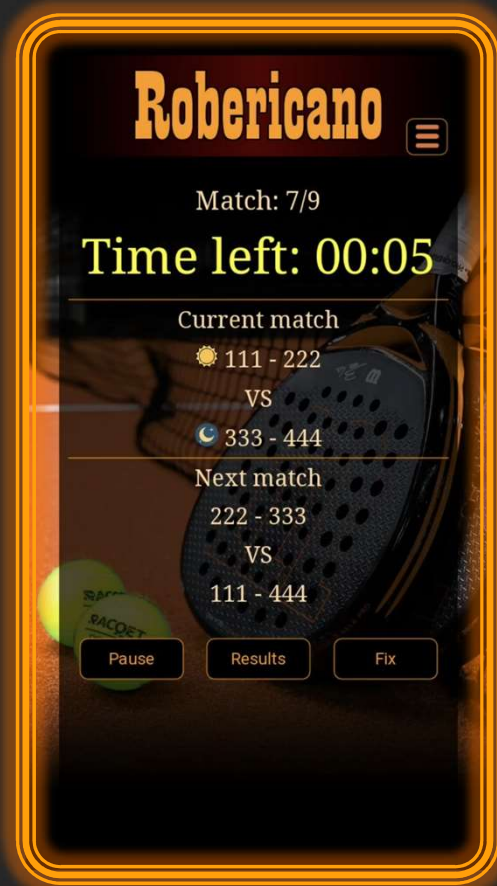 Robericano
Match: 7/9
Time left: 00:05
Current match
111 - 222
VS
333 - 444
Next match
222 - 333
VS
111 - 444
RACQET
Pause
Results
Fix